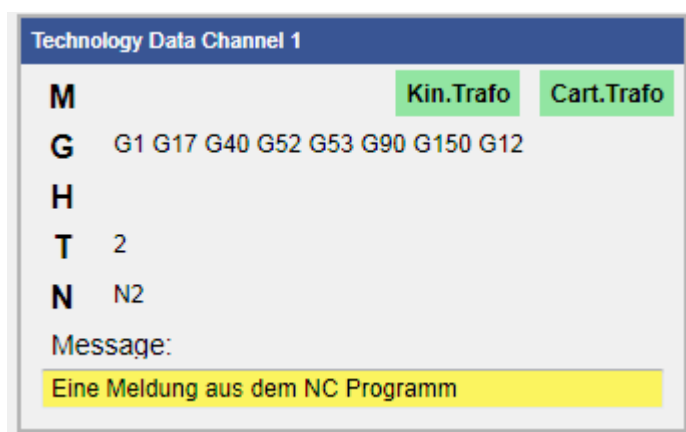 Technology Data Channel 1
M Kin.Trafo Cart.Trafo
G G1 G17 G40 G52 G53 G90 G150 G12
H
T 2
N N2
Message:
Eine Meldung aus dem NC Programm